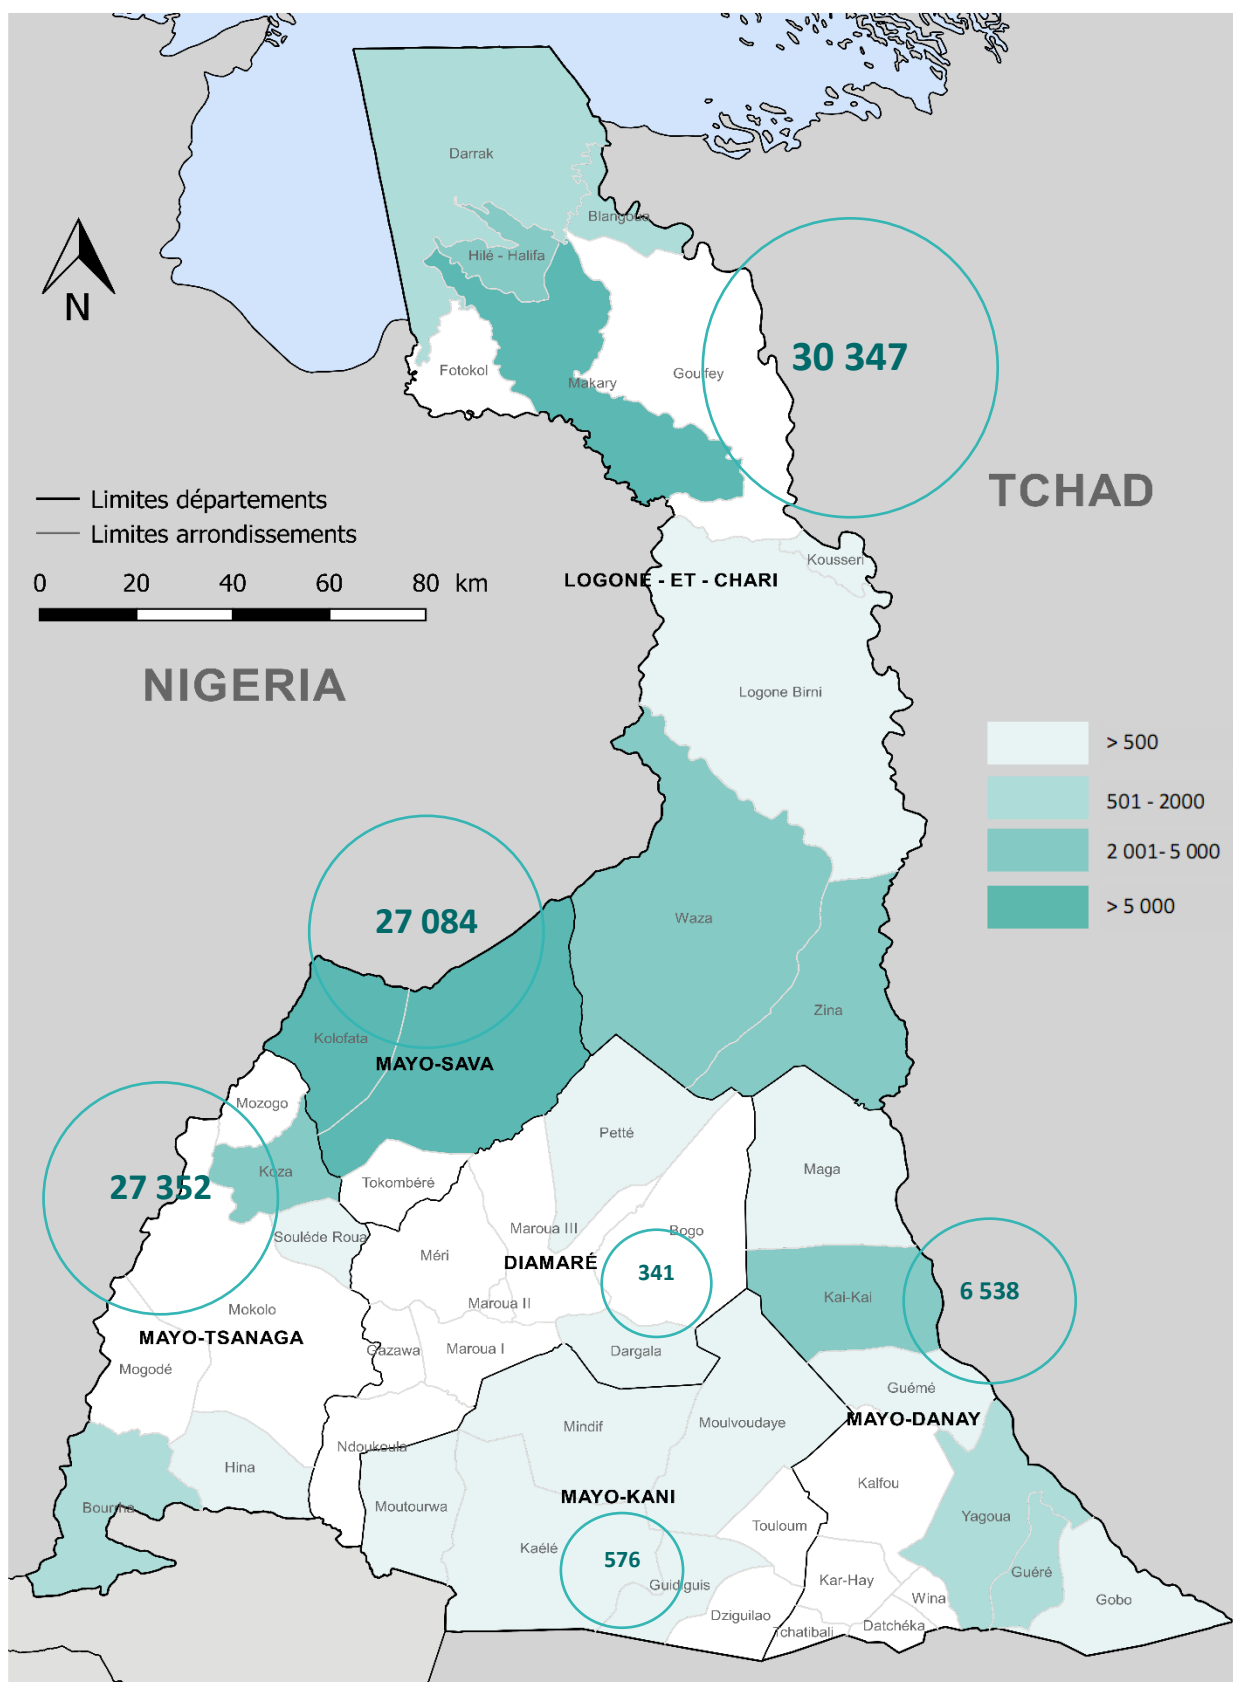 Darrak
Blangoua
Hilé - Halifa
N
30 347
Fotokol
Makary
Goulfey
TCHAD
Limites départements
Limites arrondissements
Kousseri
0 20 40 60 80 km
LOGONE - ET - CHARI
NIGERIA
Logone Birni
> 500
501 - 2000
2 001- 5 000
> 5 000
27 084
Waza
Zina
Kolofata
MAYO-SAVA
Mozogo
Petté
Koza
Maga
Tokombéré
27 352
Souléde Roua
Maroua III
Bogo
Méri
DIAMARÉ
341
6 538
Kai-Kai
Mokolo
Maroua II
MAYO-TSANAGA
Gazawa
Maroua I
Dargala
Mogodé
Guémé
MAYO-DANAY
Mindif
Moulvoudaye
Ndoukoula
Hina
Kalfou
MAYO-KANI
Bourrha
Moutourwa
Touloum
Yagoua
Kaélé
576
Guidiguis
Kar-Hay
Guéré
Wina
Gobo
Dziguilao
Datchéka
Tchatibali